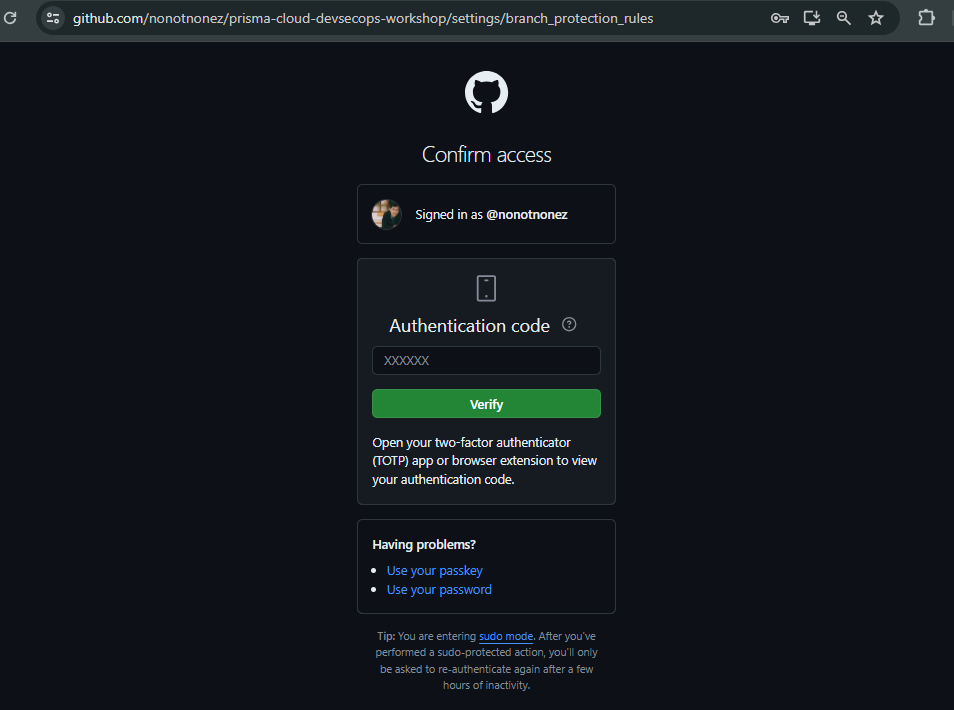 github.com/nonotnonez/prisma-cloud-devsecops-workshop/settings/branch_protection_rules
Confirm access
Signed in as @nonotnonez
Authentication code
XXXXXX
Verify
Open your two-factor authenticator
(TOTP) app or browser extension to view
your authentication code.
Having problems?
Use your passkey
Use your password
Tip: You are entering sudo mode. After you've
performed a sudo-protected action, you'll only
be asked to re-authenticate again after a few
hours of inactivity.